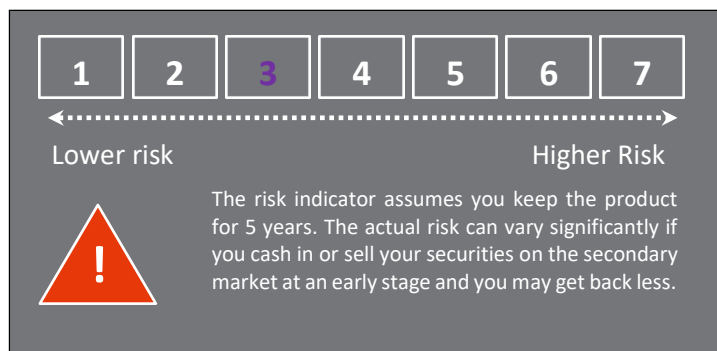 1 2 3 4 5 6 7
Lower risk Higher Risk
The risk indicator assumes you keep the product
for 5 years. The actual risk can vary significantly if
you cash in or sell your securities on the secondary
market at an early stage and you may get back less.
!